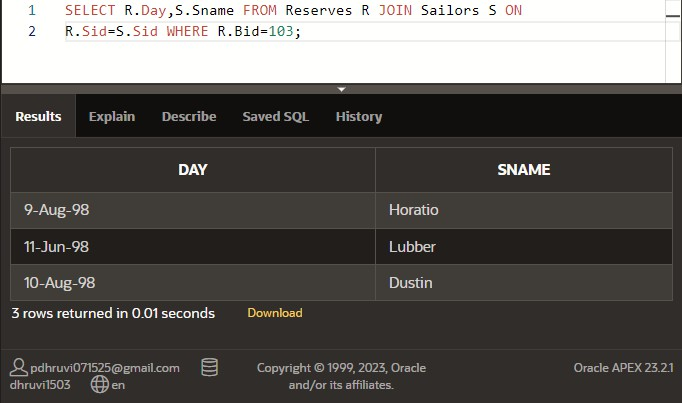 1 SELECT R.Day,S.Sname FROM Reserves R JOIN Sailors S ON
2 R.Sid=S.Sid WHERE R.Bid=103;
Results Explain Describe Saved SQL History
DAY SNAME
9-Aug-98 Horatio
11-Jun-98 Lubber
10-Aug-98 Dustin
3 rows returned in 0.01 seconds Download
pdhruvi071525@gmail.com Copyright © 1999, 2023, Oracle Oracle APEX 23.2.1
dhruvi1503 en and/or its affiliates.